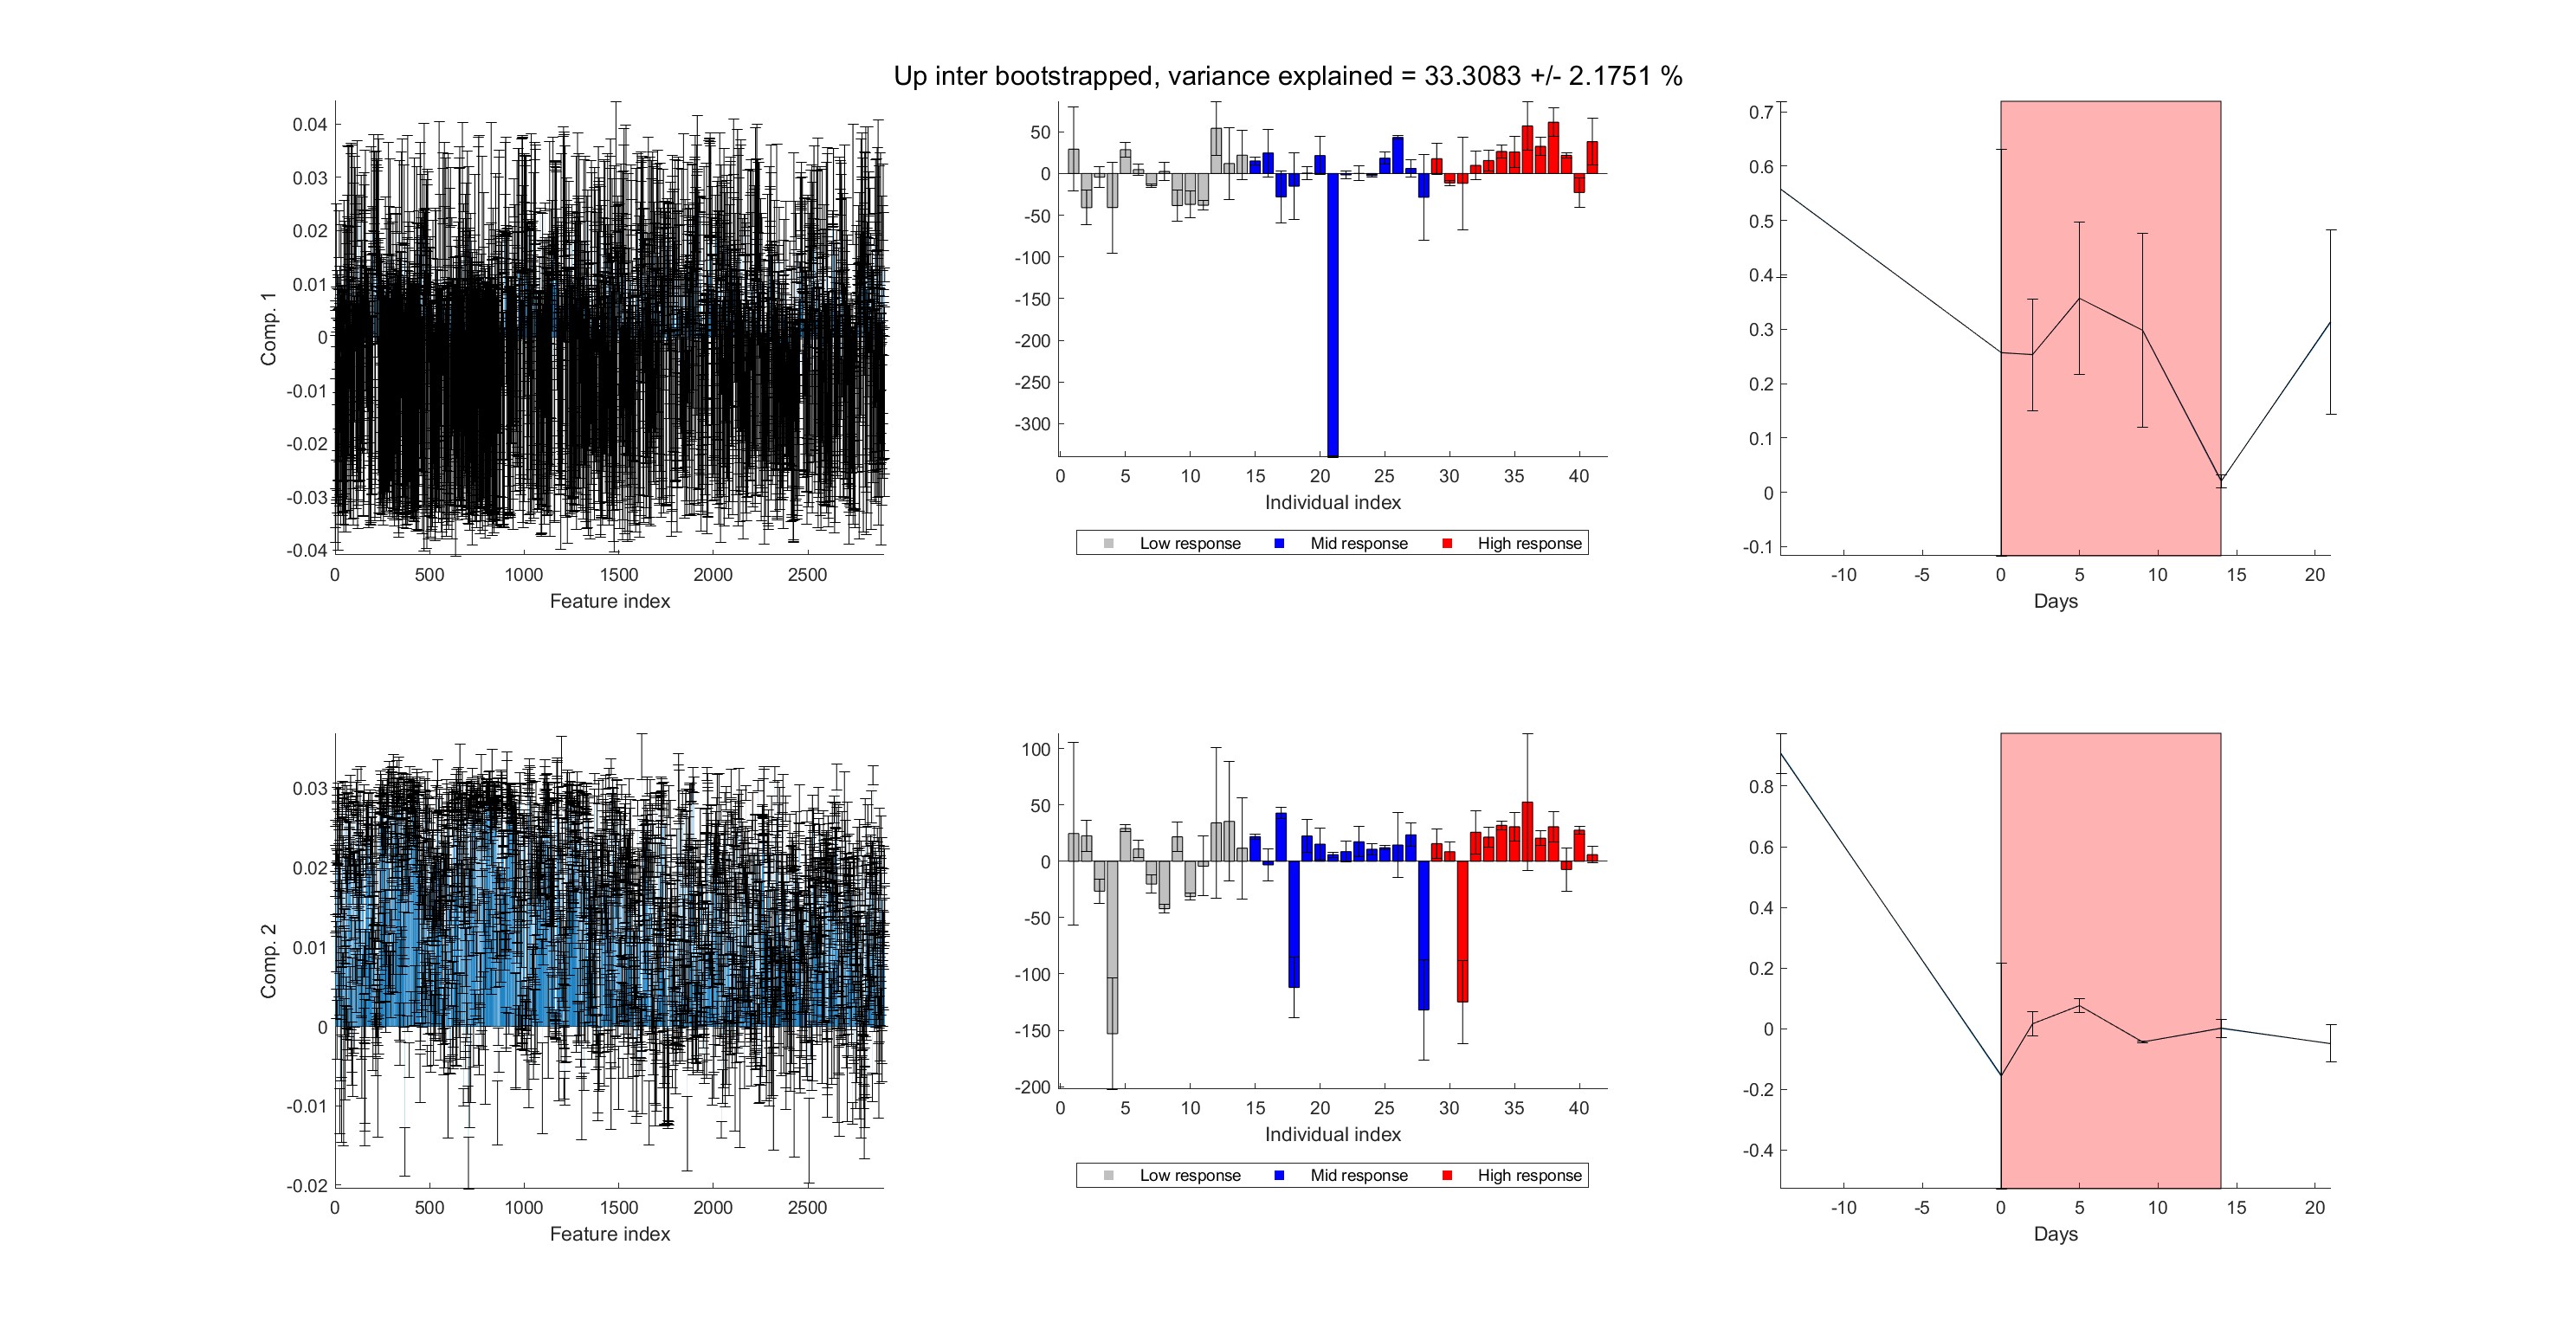 Up inter bootstrapped, variance explained = 33.3083 +/- 2.1751 %
Comp. 1
0.04
0.03
0.02
0.01
0
-0.01
-0.02
-0.03
-0.04
0 500 1000 1500 2000 2500
Feature index
50
0
-50
-100
-150
-200
-250
-300
0 5 10 15 20 25 30 35 40
Individual index
Low response Mid response High response
0.7
0.6
0.5
0.4
0.3
0.2
0.1
0
-0.1
-10 -5 0 5 10 15 20
Days
Comp. 2
0.03
0.02
0.01
0
-0.01
-0.02
0 500 1000 1500 2000 2500
Feature index
100
50
0
-50
-100
-150
-200
0 5 10 15 20 25 30 35 40
Individual index
Low response Mid response High response
0.8
0.6
0.4
0.2
0
-0.2
-0.4
-10 -5 0 5 10 15 20
Days